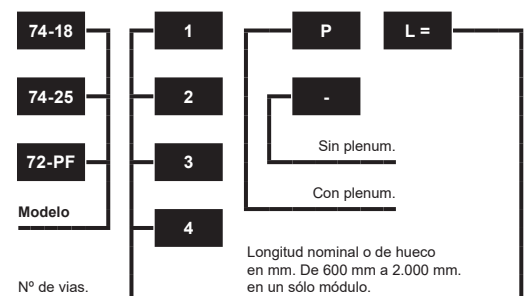 74-18 1 P L =
74-25 2 -
Sin plenum.
72-PF 3
Con plenum.
Modelo
4
Longitud nominal o de hueco
en mm. De 600 mm a 2.000 mm.
Nº de vias. en un sólo módulo.